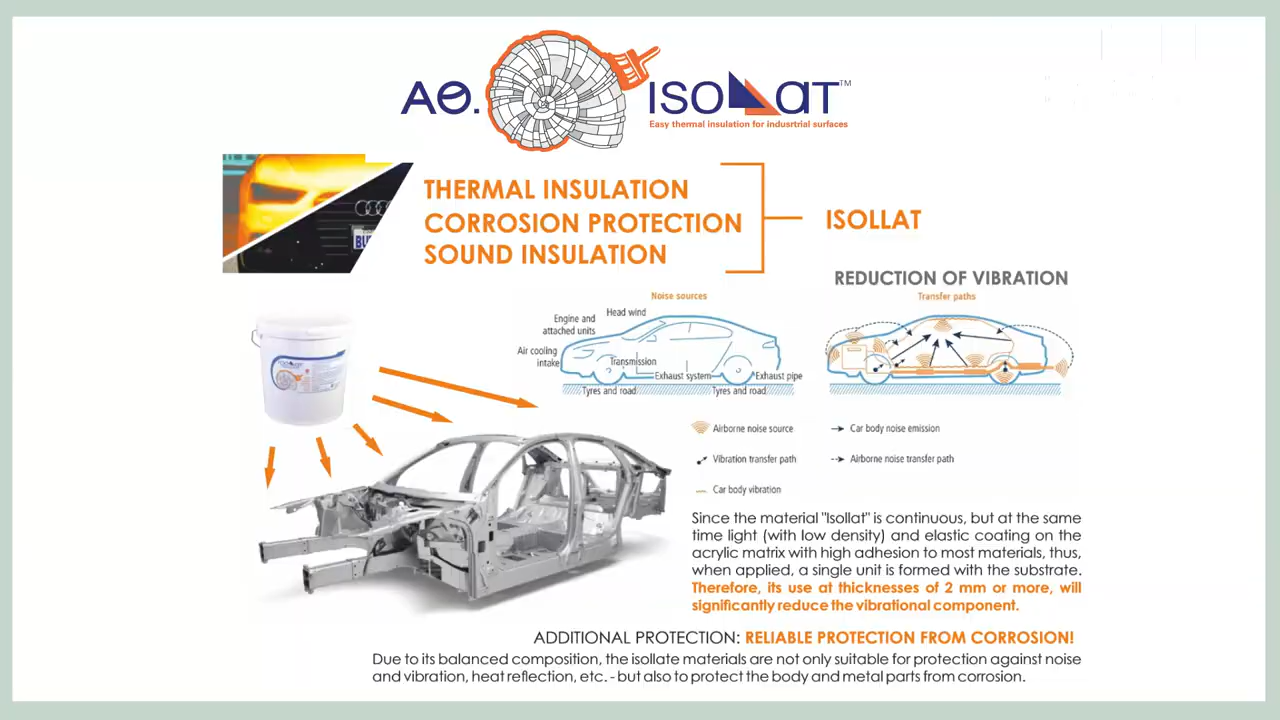 AΘ.
ISOLLAT™
Easy thermal insulation for indusrtrial surfaces
THERMAL INSULATION
CORROSION PROTECTION
SOUND INSULATION
ISOLLAT
REDUCTION OF VIBRATION
Noise sources
Transfer paths
Head wind
Engine and
attached units
Air cooling
intake
Transmission
Exhaust system
Exhaust pipe
Tyres and road
Tyres and road
Airborne noise source
Car body noise emission
Vibration transfer path
Airborne noise transfer path
Car body vibration
Since the material "Isollat" is continuous, but at the same
time light (with low density) and elastic coating on the
acrylic matrix with high adhesion to most materials, thus,
when applied, a single unit is formed with the substrate.
Therefore, its use at thicknesses of 2 mm or more, will
significantly reduce the vibrational component.
ADDITIONAL PROTECTION: RELIABLE PROTECTION FROM CORROSION!
Due to its balanced composition, the isollate materials are not only suitable for protection against noise
and vibration, heat reflection, etc. - but also to protect the body and metal parts from corrosion.